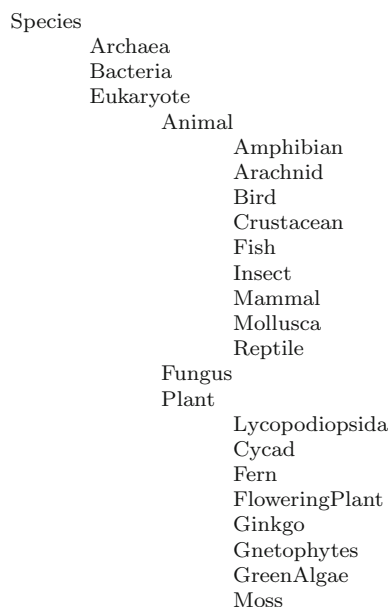 Species
Archaea
Bacteria
Eukaryote
Animal
Amphibian
Arachnid
Bird
Crustacean
Fish
Insect
Mammal
Mollusca
Reptile
Fungus
Plant
Lycopodiopsida
Cycad
Fern
FloweringPlant
Ginkgo
Gnetophytes
GreenAlgae
Moss